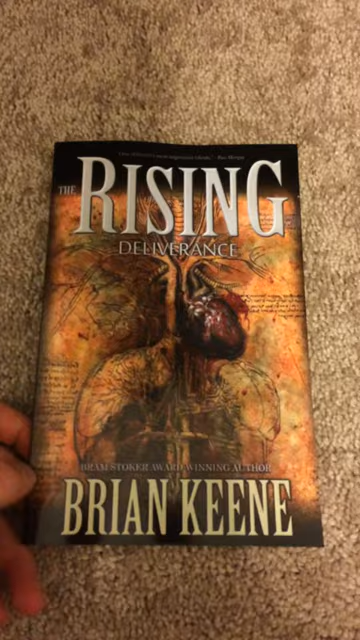 THE
RISING
DELIVERANCE
BRAM STOKER AWARD WINNING AUTHOR
BRIAN KEENE